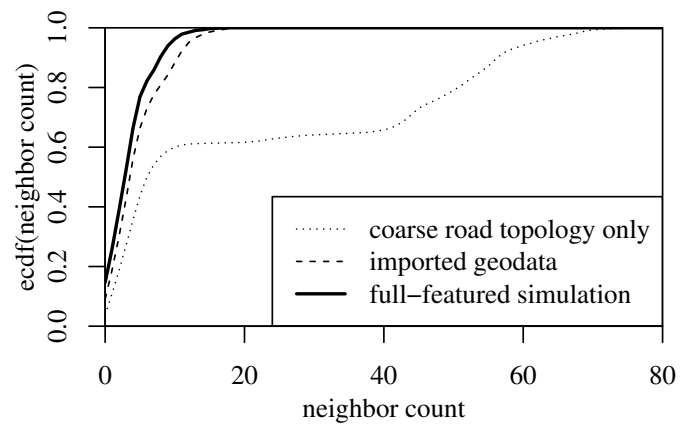 1.0
0.8
0.6
0.4
0.2
0.0
ecdf(neighbor count)
coarse road topology only
imported geodata
full−featured simulation
0 20 40 60 80
neighbor count